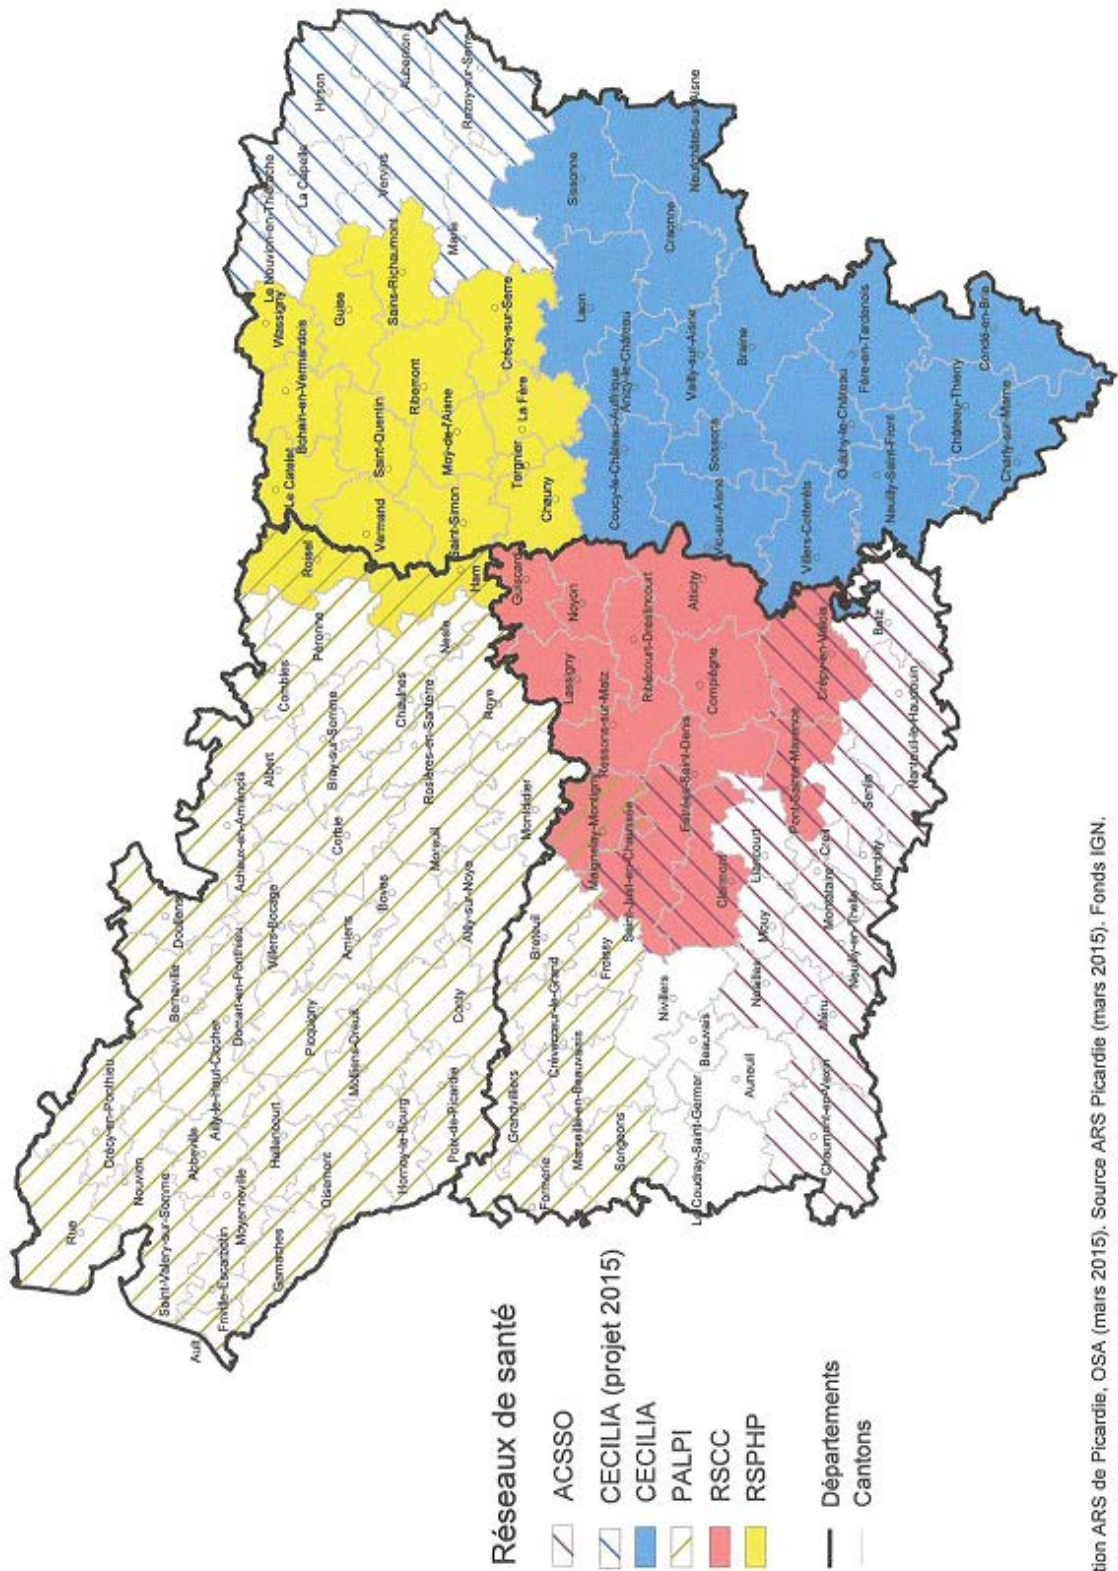 Rue
Crécy-en-Ponthieu
Nouvion
Bernaville
Doullens
Ault
Saint-Valery-sur-Somme
Abbeville
Ailly-le-Haut-Clocher
Domart-en-Ponthieu
Acheux-en-Amiénois
Friville-Escarbotin
Moyenneville
Hallencourt
Villers-Bocage
Albert
Combles
Roisel
Gamaches
Oisemont
Picquigny
Amiens
Corbie
Bray-sur-Somme
Péronne
Molliens-Dreuil
Boves
Hornoy-le-Bourg
Moreuil
Rosières-en-Santerre
Chaulnes
Nesle
Ham
Poix-de-Picardie
Conty
Ailly-sur-Noye
Montdidier
Roye
Le Catelet
Bohain-en-Vermandois
Wassigny
Le Nouvion-en-Thiérache
La Capelle
Hirson
Vermand
Saint-Quentin
Guise
Vervins
Aubenton
Saint-Simon
Moy-de-l'Aisne
Ribemont
Sains-Richaumont
Marle
Rozoy-sur-Serre
Chauny
Tergnier
La Fère
Crécy-sur-Serre
Formerie
Grandvilliers
Marseille-en-Beauvaisis
Crèvecoeur-le-Grand
Breteuil
Songeons
Froissy
Maignelay-Montigny
Saint-Just-en-Chaussée
Ressons-sur-Matz
Lassigny
Noyon
Guiscard
Ribécourt-Dreslincourt
Le Coudray-Saint-Germer
Auneuil
Beauvais
Nivillers
Clermont
Estrées-Saint-Denis
Compiègne
Attichy
Chaumont-en-Vexin
Méru
Noailles
Mouy
Liancourt
Neuilly-en-Thelle
Montataire
Creil
Chantilly
Pont-Sainte-Maxence
Senlis
Crépy-en-Valois
Nanteuil-le-Haudouin
Betz
Coucy-le-Château-Auffrique
Anizy-le-Château
Laon
Sissonne
Vic-sur-Aisne
Soissons
Vailly-sur-Aisne
Craonne
Neufchâtel-sur-Aisne
Villers-Cotterêts
Braine
Oulchy-le-Château
Fère-en-Tardenois
Neuilly-Saint-Front
Château-Thierry
Condé-en-Brie
Charly-sur-Marne
Réseaux de santé
ACSSO
CECILIA (projet 2015)
CECILIA
PALPI
RSCC
RSPHP
Départements
Cantons
tion ARS de Picardie, OSA (mars 2015). Source ARS Picardie (mars 2015). Fonds IGN.